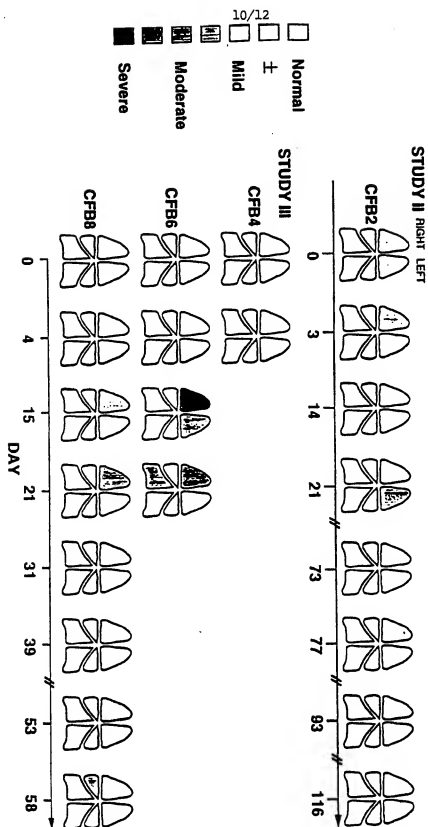 10/12
Normal
±
Mild
Moderate
Severe
STUDY II RIGHT LEFT
CFB2
0 3 14 21 73 77 93 116
STUDY III
CFB4
CFB6
CFB8
0 4 15 21 31 39 53 58
DAY